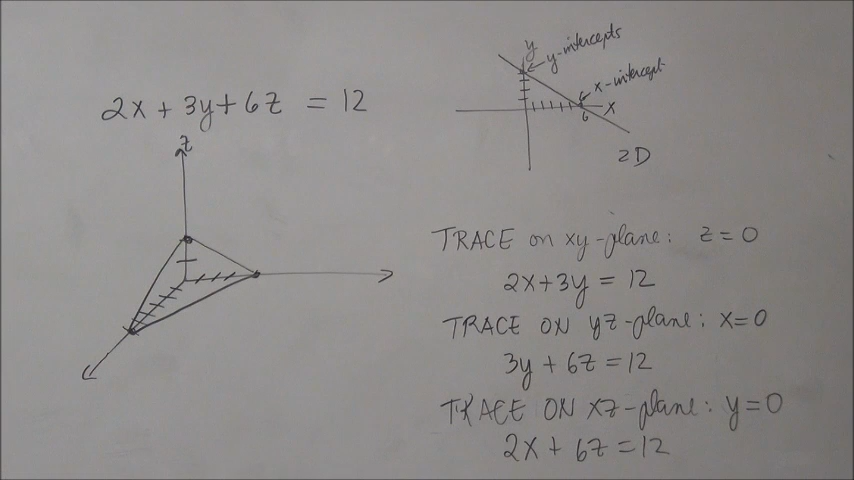 2x + 3y + 6z = 12
z
y
y-intercepts
x-intercept
x
6
2D
TRACE on xy-plane: z = 0
2x+3y = 12
TRACE ON yz-plane: x=0
3y + 6z = 12
TRACE ON xz-plane: y=0
2x + 6z = 12